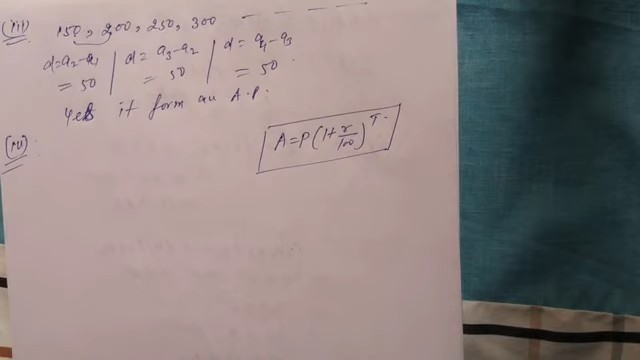 (iii) 150, 200, 250, 300 - - - -
d=a2-a1 | d= a3-a2 | d= a4-a3
= 50 | = 50 | = 50
Yes it form an A.P.
(iv) A=P(1+r/100)^T.